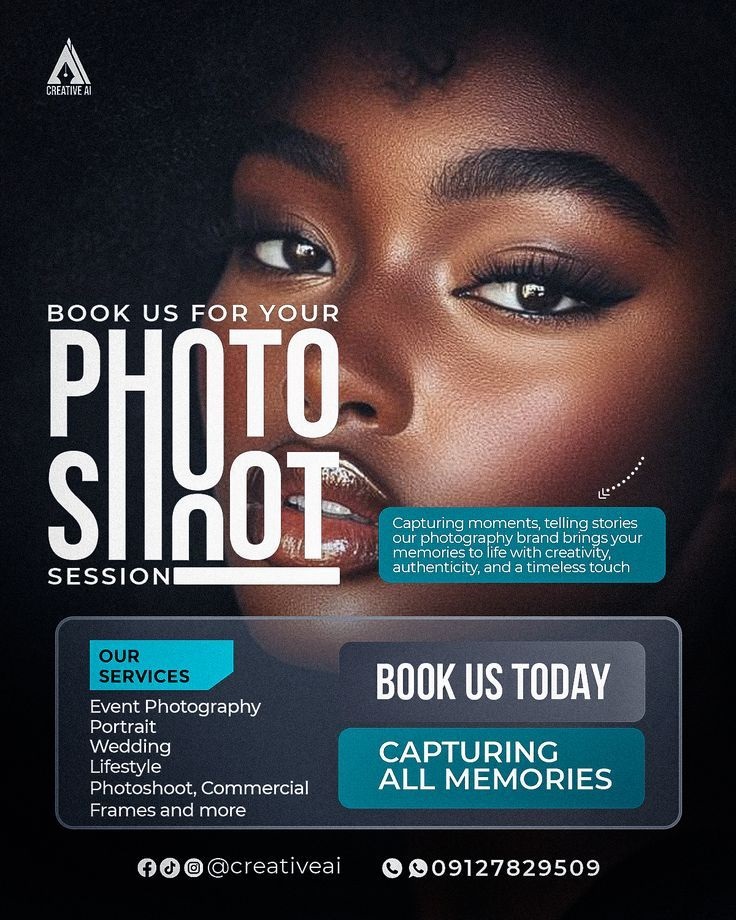 CREATIVE AI
BOOK US FOR YOUR
PHOTO
SHOOT
SESSION
Capturing moments, telling stories
our photography brand brings your
memories to life with creativity,
authenticity, and a timeless touch
OUR
SERVICES
Event Photography
Portrait
Wedding
Lifestyle
Photoshoot, Commercial
Frames and more
BOOK US TODAY
CAPTURING
ALL MEMORIES
@creativeai
09127829509